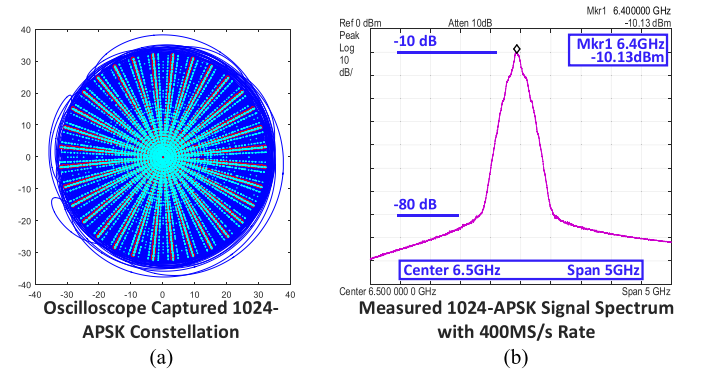 40
30
20
10
0
-10
-20
-30
-40
-40 -30 -20 -10 0 10 20 30 40
Oscilloscope Captured 1024-
APSK Constellation
(a)
Mkr1 6.400000 GHz
Ref 0 dBm Atten 10dB -10.13 dBm
Peak
Log
10
dB/
-10 dB
Mkr1 6.4GHz
-10.13dBm
-80 dB
Center 6.5GHz Span 5GHz
Center 6.500 000 0 GHz Span 5 GHz
Measured 1024-APSK Signal Spectrum
with 400MS/s Rate
(b)